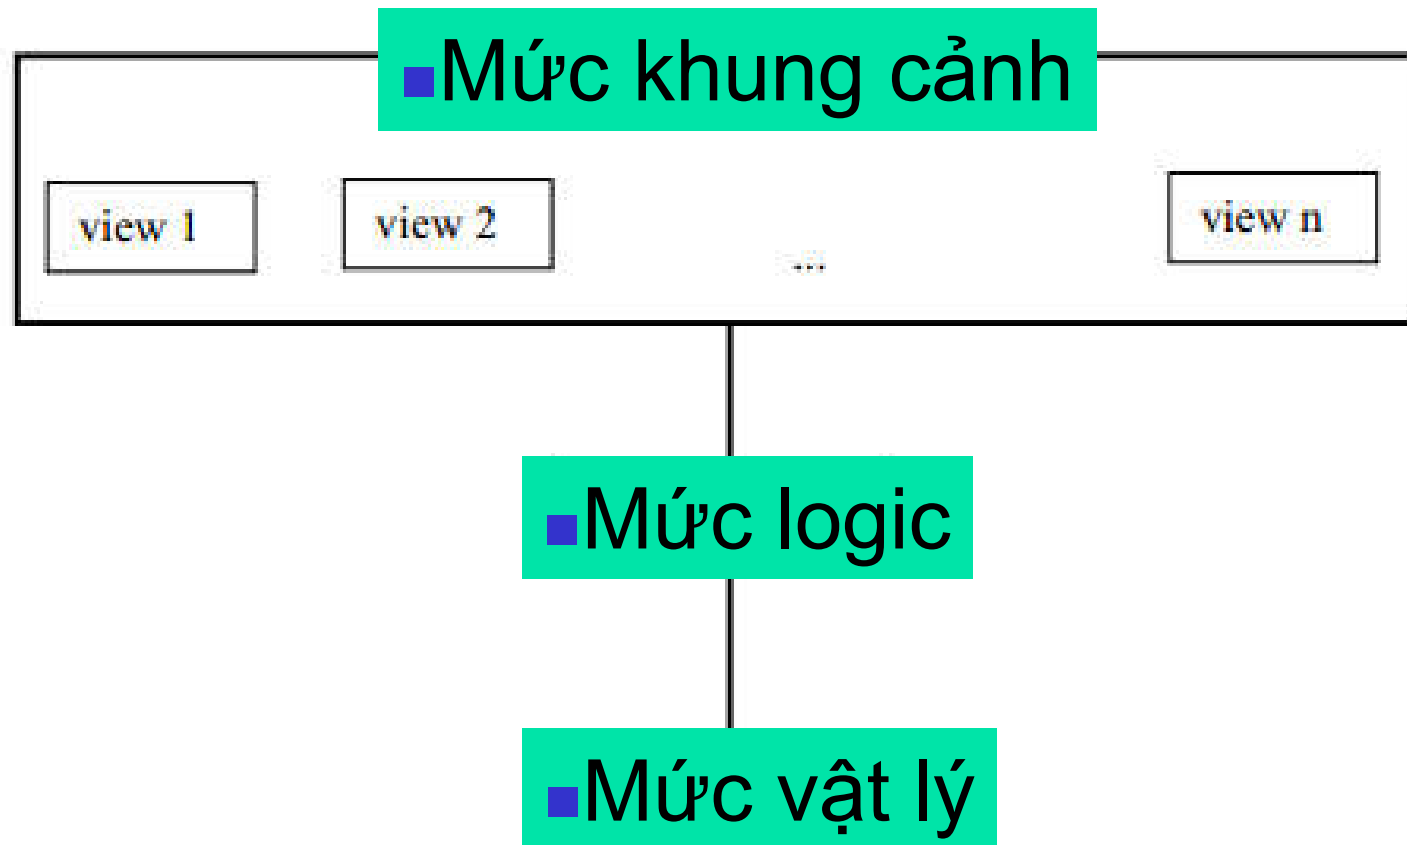 ▪Mức khung cảnh
view 1
view 2
...
view n
▪Mức logic
▪Mức vật lý